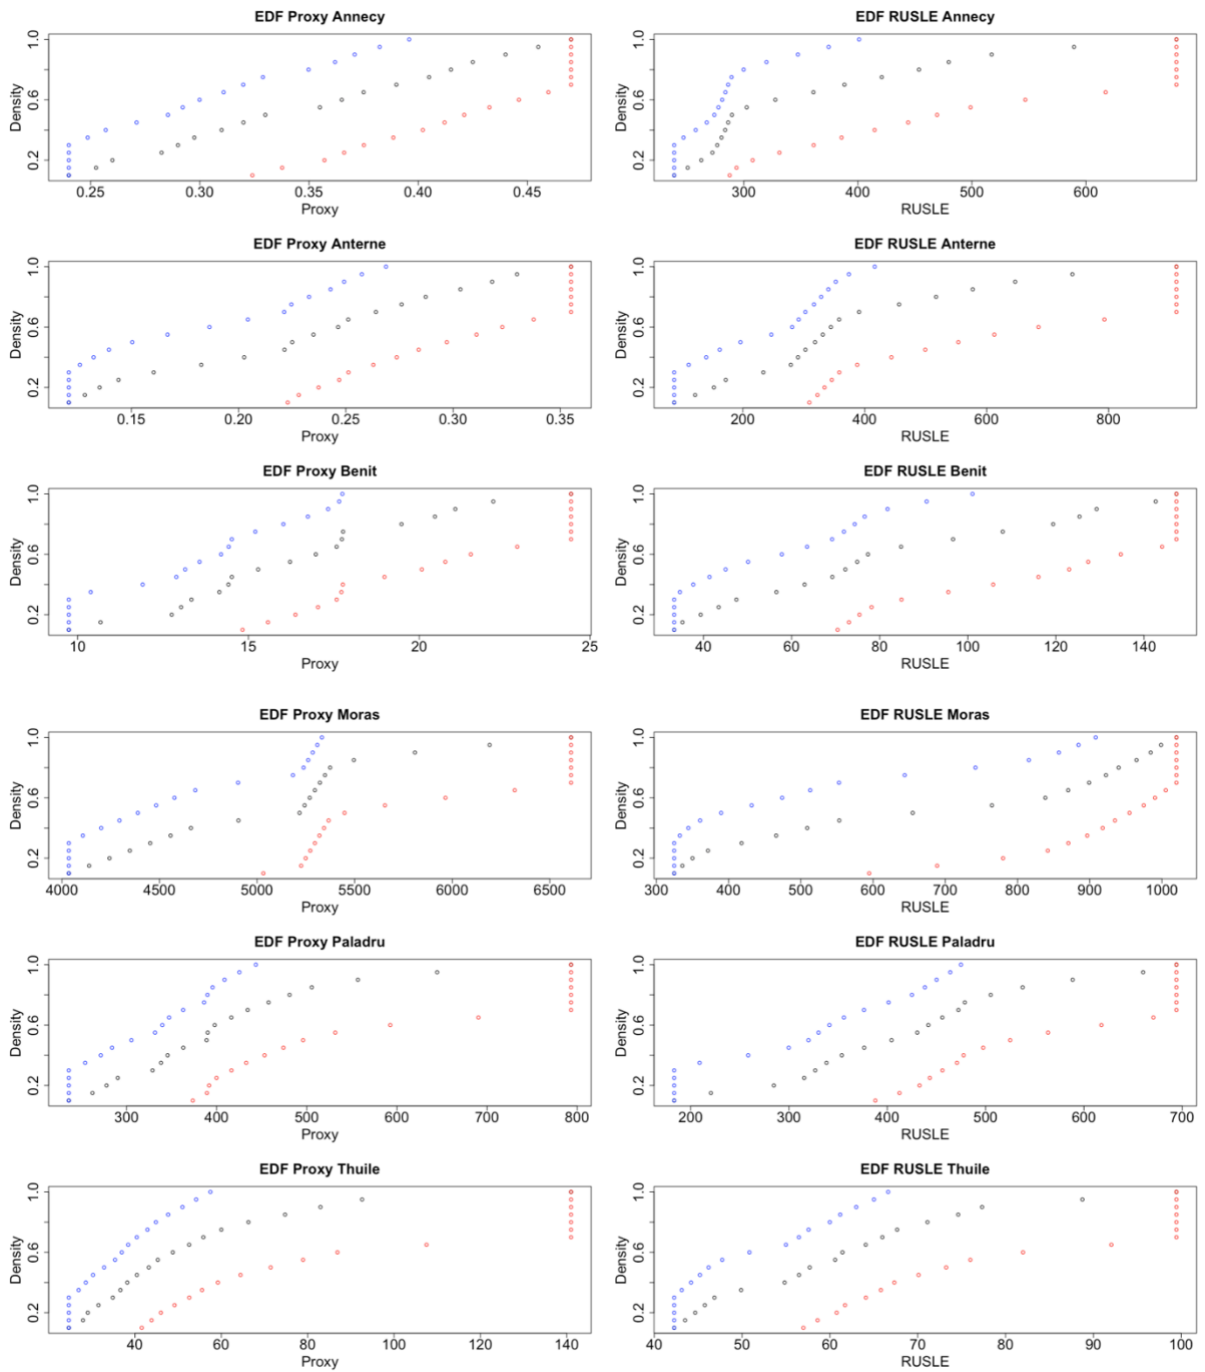 EDF Proxy Annecy
Density
0.2 0.6 1.0
0.25 0.30 0.35 0.40 0.45
Proxy
EDF RUSLE Annecy
Density
0.2 0.6 1.0
300 400 500 600
RUSLE
EDF Proxy Anterne
Density
0.2 0.6 1.0
0.15 0.20 0.25 0.30 0.35
Proxy
EDF RUSLE Anterne
Density
0.2 0.6 1.0
200 400 600 800
RUSLE
EDF Proxy Benit
Density
0.2 0.6 1.0
10 15 20 25
Proxy
EDF RUSLE Benit
Density
0.2 0.6 1.0
40 60 80 100 120 140
RUSLE
EDF Proxy Moras
Density
0.2 0.6 1.0
4000 4500 5000 5500 6000 6500
Proxy
EDF RUSLE Moras
Density
0.2 0.6 1.0
300 400 500 600 700 800 900 1000
RUSLE
EDF Proxy Paladru
Density
0.2 0.6 1.0
300 400 500 600 700 800
Proxy
EDF RUSLE Paladru
Density
0.2 0.6 1.0
200 300 400 500 600 700
RUSLE
EDF Proxy Thuile
Density
0.2 0.6 1.0
40 60 80 100 120 140
Proxy
EDF RUSLE Thuile
Density
0.2 0.6 1.0
40 50 60 70 80 90 100
RUSLE